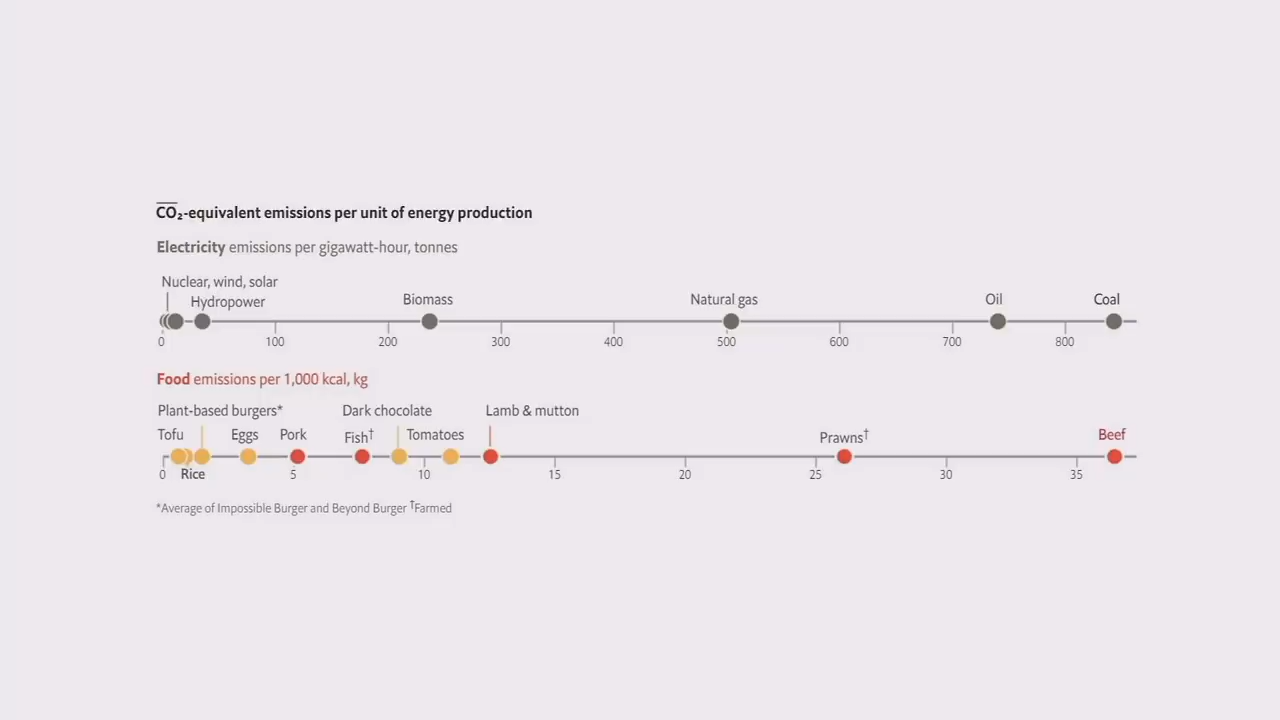 CO₂-equivalent emissions per unit of energy production
Electricity emissions per gigawatt-hour, tonnes
Nuclear, wind, solar
Hydropower Biomass Natural gas Oil Coal
0 100 200 300 400 500 600 700 800
Food emissions per 1,000 kcal, kg
Plant-based burgers* Dark chocolate Lamb & mutton
Tofu Eggs Pork Fish† Tomatoes Prawns† Beef
0 Rice 5 10 15 20 25 30 35
*Average of Impossible Burger and Beyond Burger †Farmed